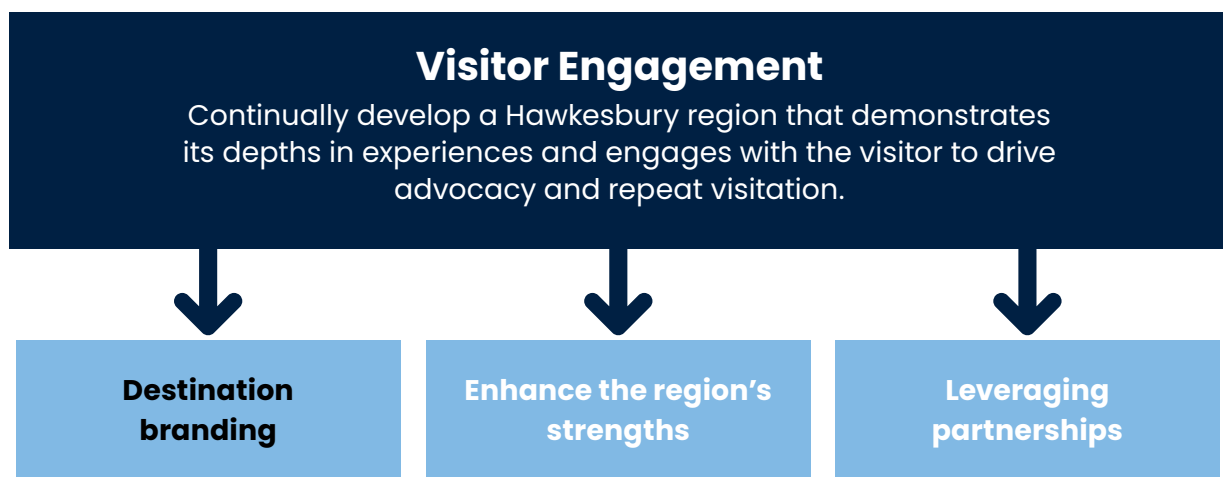 Visitor Engagement
Continually develop a Hawkesbury region that demonstrates
its depths in experiences and engages with the visitor to drive
advocacy and repeat visitation.
Destination
branding
Enhance the region’s
strengths
Leveraging
partnerships